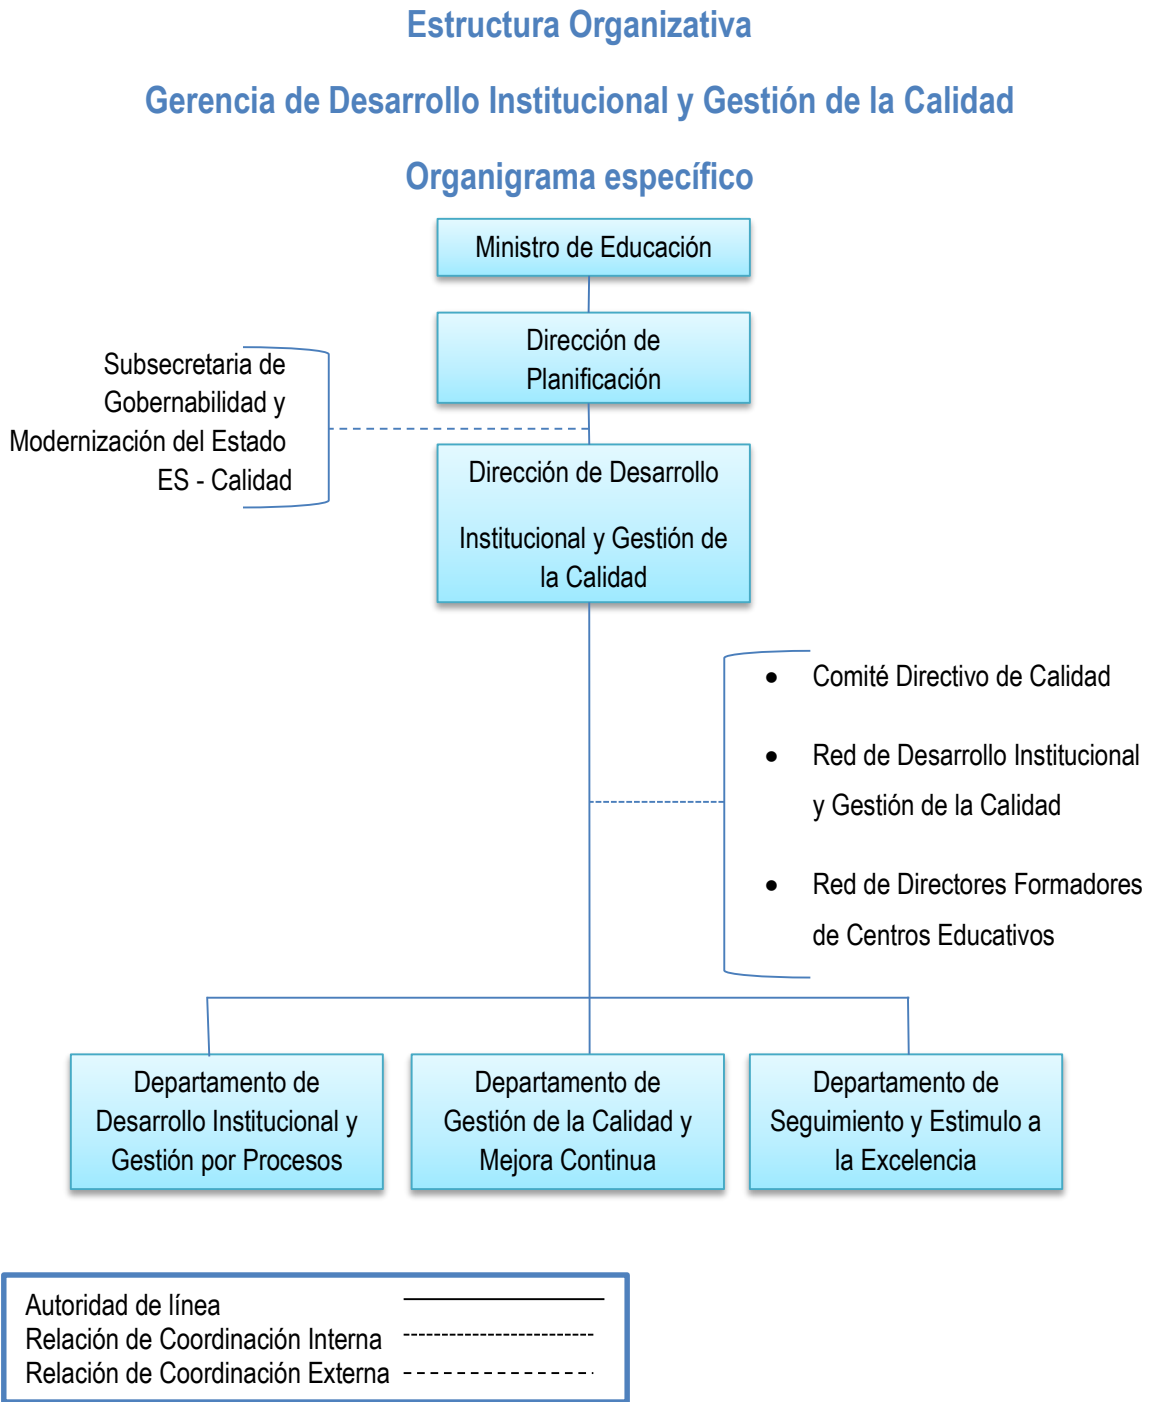 Estructura Organizativa
Gerencia de Desarrollo Institucional y Gestión de la Calidad
Organigrama específico
Ministro de Educación
Dirección de
Planificación
Subsecretaria de
Gobernabilidad y
Modernización del Estado
ES - Calidad
Dirección de Desarrollo
Institucional y Gestión de
la Calidad
• Comité Directivo de Calidad
• Red de Desarrollo Institucional
y Gestión de la Calidad
• Red de Directores Formadores
de Centros Educativos
Departamento de
Desarrollo Institucional y
Gestión por Procesos
Departamento de
Gestión de la Calidad y
Mejora Continua
Departamento de
Seguimiento y Estimulo a
la Excelencia
Autoridad de línea
Relación de Coordinación Interna
Relación de Coordinación Externa